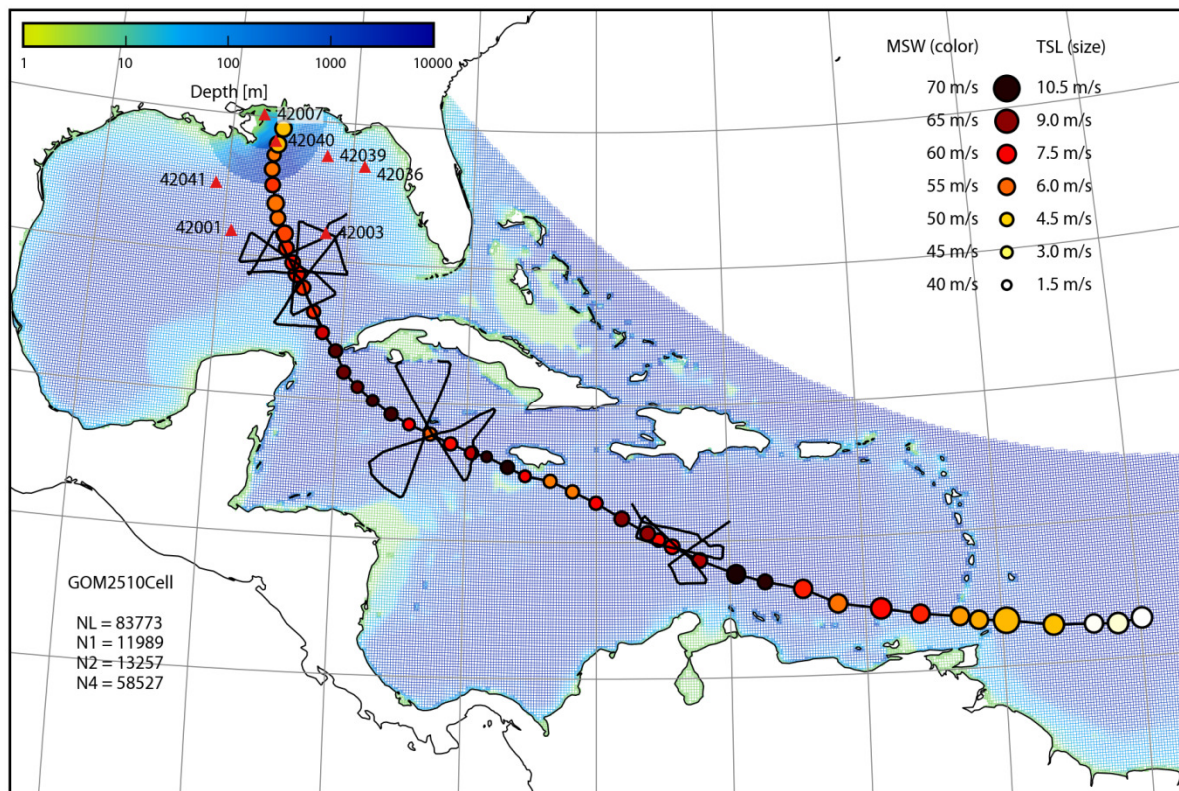 1 10 100 1000 10000
Depth [m]
MSW (color) TSL (size)
70 m/s 10.5 m/s
65 m/s 9.0 m/s
60 m/s 7.5 m/s
55 m/s 6.0 m/s
50 m/s 4.5 m/s
45 m/s 3.0 m/s
40 m/s 1.5 m/s
42007
42040
42039
42036
42041
42001
42003
GOM2510Cell
NL = 83773
N1 = 11989
N2 = 13257
N4 = 58527